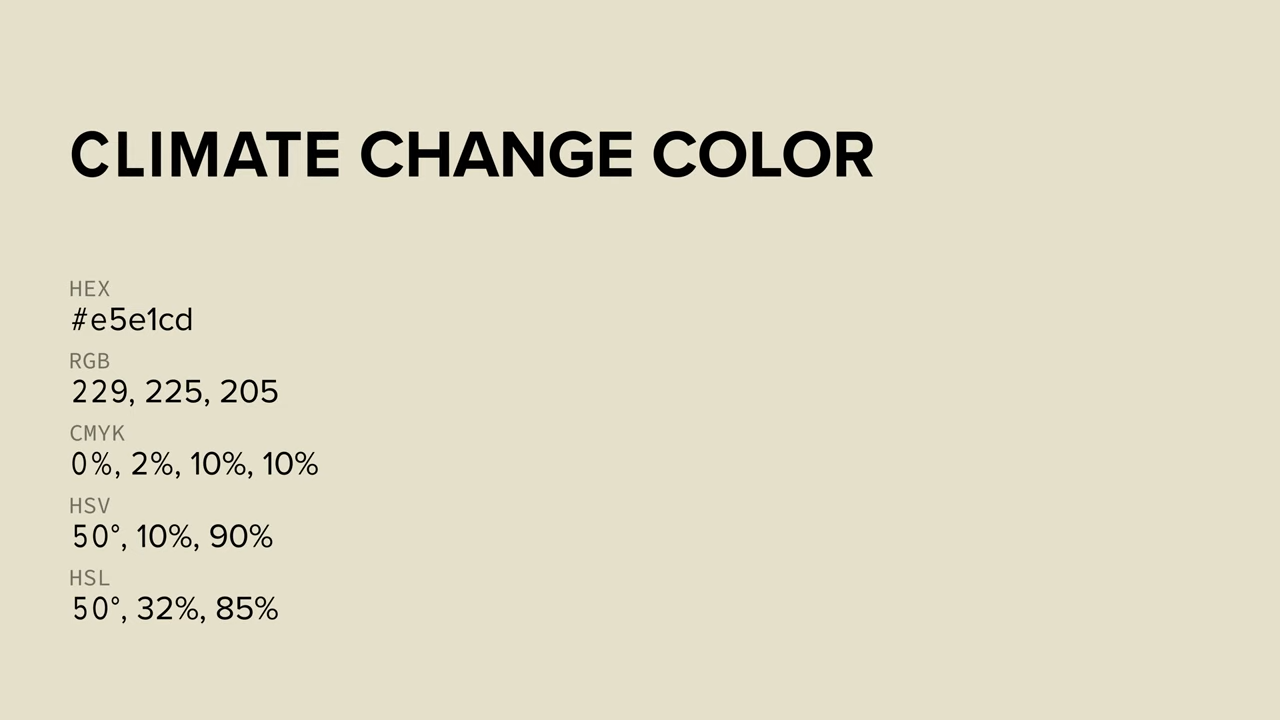 CLIMATE CHANGE COLOR
HEX
#e5e1cd
RGB
229, 225, 205
CMYK
0%, 2%, 10%, 10%
HSV
50°, 10%, 90%
HSL
50°, 32%, 85%